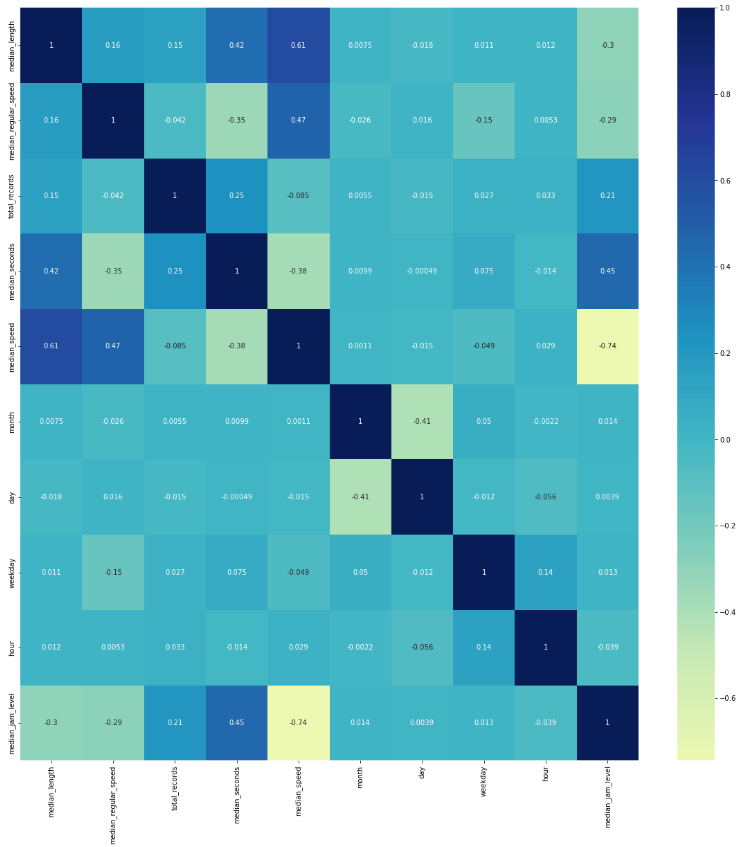 median_length 1 0.16 0.15 0.42 0.61 0.0075 -0.018 0.011 0.012 -0.3
median_regular_speed 0.16 1 -0.042 -0.35 0.47 -0.026 0.016 -0.15 0.0053 -0.29
total_records 0.15 -0.042 1 0.25 -0.085 0.0055 -0.015 0.027 0.033 0.21
median_seconds 0.42 -0.35 0.25 1 -0.38 0.0099 -0.00049 0.075 -0.014 0.45
median_speed 0.61 0.47 -0.085 -0.38 1 0.0011 -0.015 -0.049 0.029 -0.74
month 0.0075 -0.026 0.0055 0.0099 0.0011 1 -0.41 0.05 -0.0022 0.014
day -0.018 0.016 -0.015 -0.00049 -0.015 -0.41 1 -0.012 -0.056 0.0039
weekday 0.011 -0.15 0.027 0.075 -0.049 0.05 -0.012 1 0.14 0.013
hour 0.012 0.0053 0.033 -0.014 0.029 -0.0022 -0.056 0.14 1 -0.039
median_jam_level -0.3 -0.29 0.21 0.45 -0.74 0.014 0.0039 0.013 -0.039 1
median_length median_regular_speed total_records median_seconds median_speed month day weekday hour median_jam_level
1.0
0.8
0.6
0.4
0.2
0.0
−0.2
−0.4
−0.6